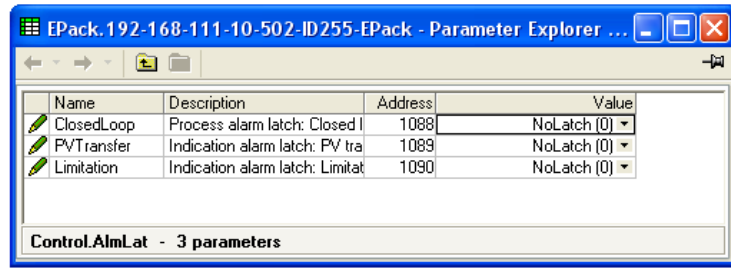 EPack.192-168-111-10-502-ID255-EPack - Parameter Explorer ...
Name Description Address Value
ClosedLoop Process alarm latch: Closed l 1088 NoLatch (0)
PVTransfer Indication alarm latch: PV tra 1089 NoLatch (0)
Limitation Indication alarm latch: Limitat 1090 NoLatch (0)
Control.AlmLat - 3 parameters